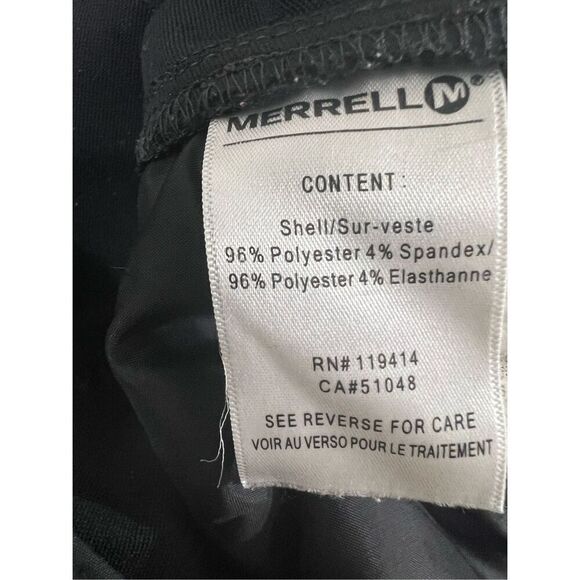 MERRELL M®
CONTENT:
Shell/Sur-veste
96% Polyester 4% Spandex/
96% Polyester 4% Elasthanne
RN# 119414
CA#51048
SEE REVERSE FOR CARE
VOIR AU VERSO POUR LE TRAITEMENT